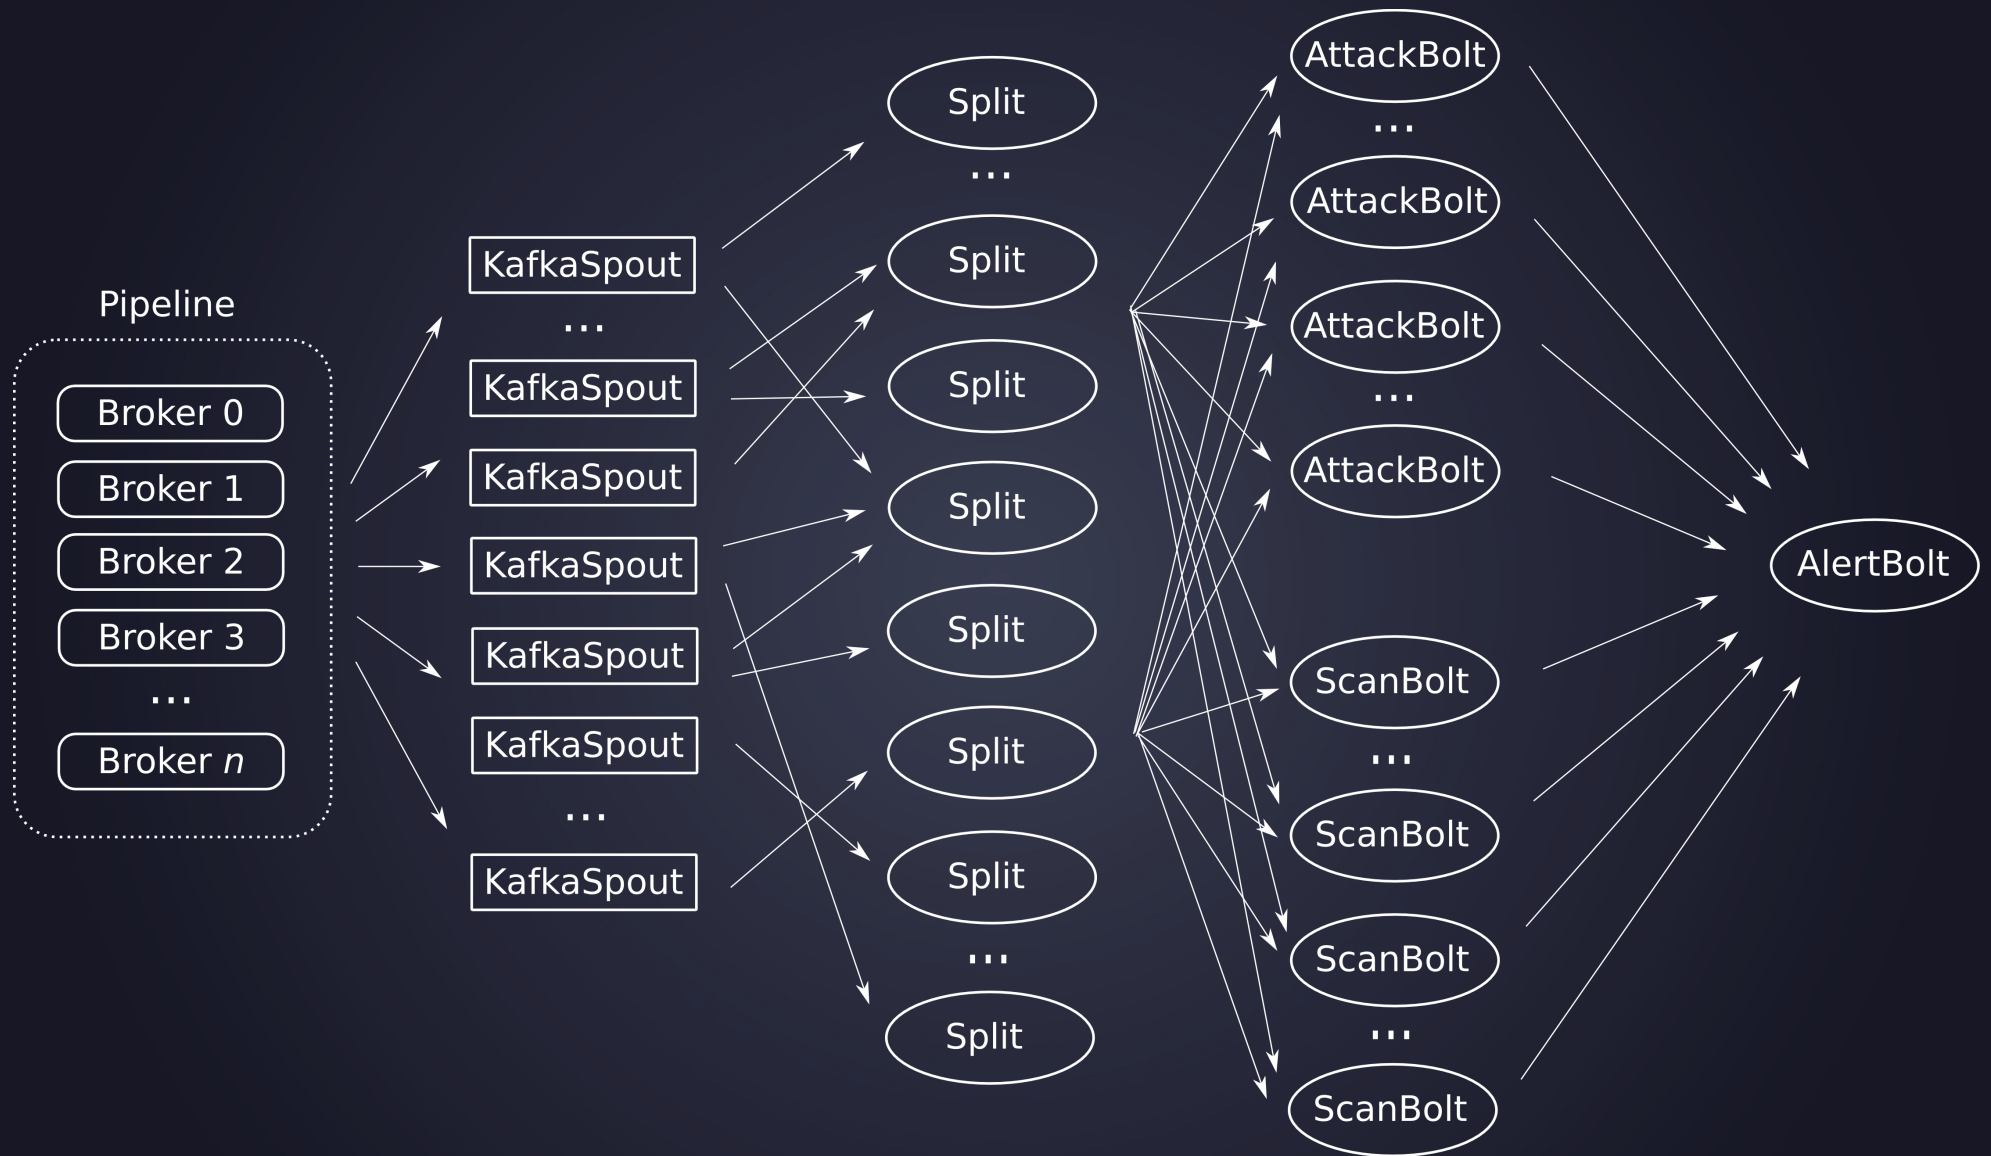 Pipeline
Broker 0
Broker 1
Broker 2
Broker 3
...
Broker n
KafkaSpout
...
KafkaSpout
KafkaSpout
KafkaSpout
KafkaSpout
KafkaSpout
...
KafkaSpout
Split
...
Split
Split
Split
Split
Split
Split
...
Split
AttackBolt
...
AttackBolt
AttackBolt
...
AttackBolt
ScanBolt
...
ScanBolt
ScanBolt
...
ScanBolt
AlertBolt